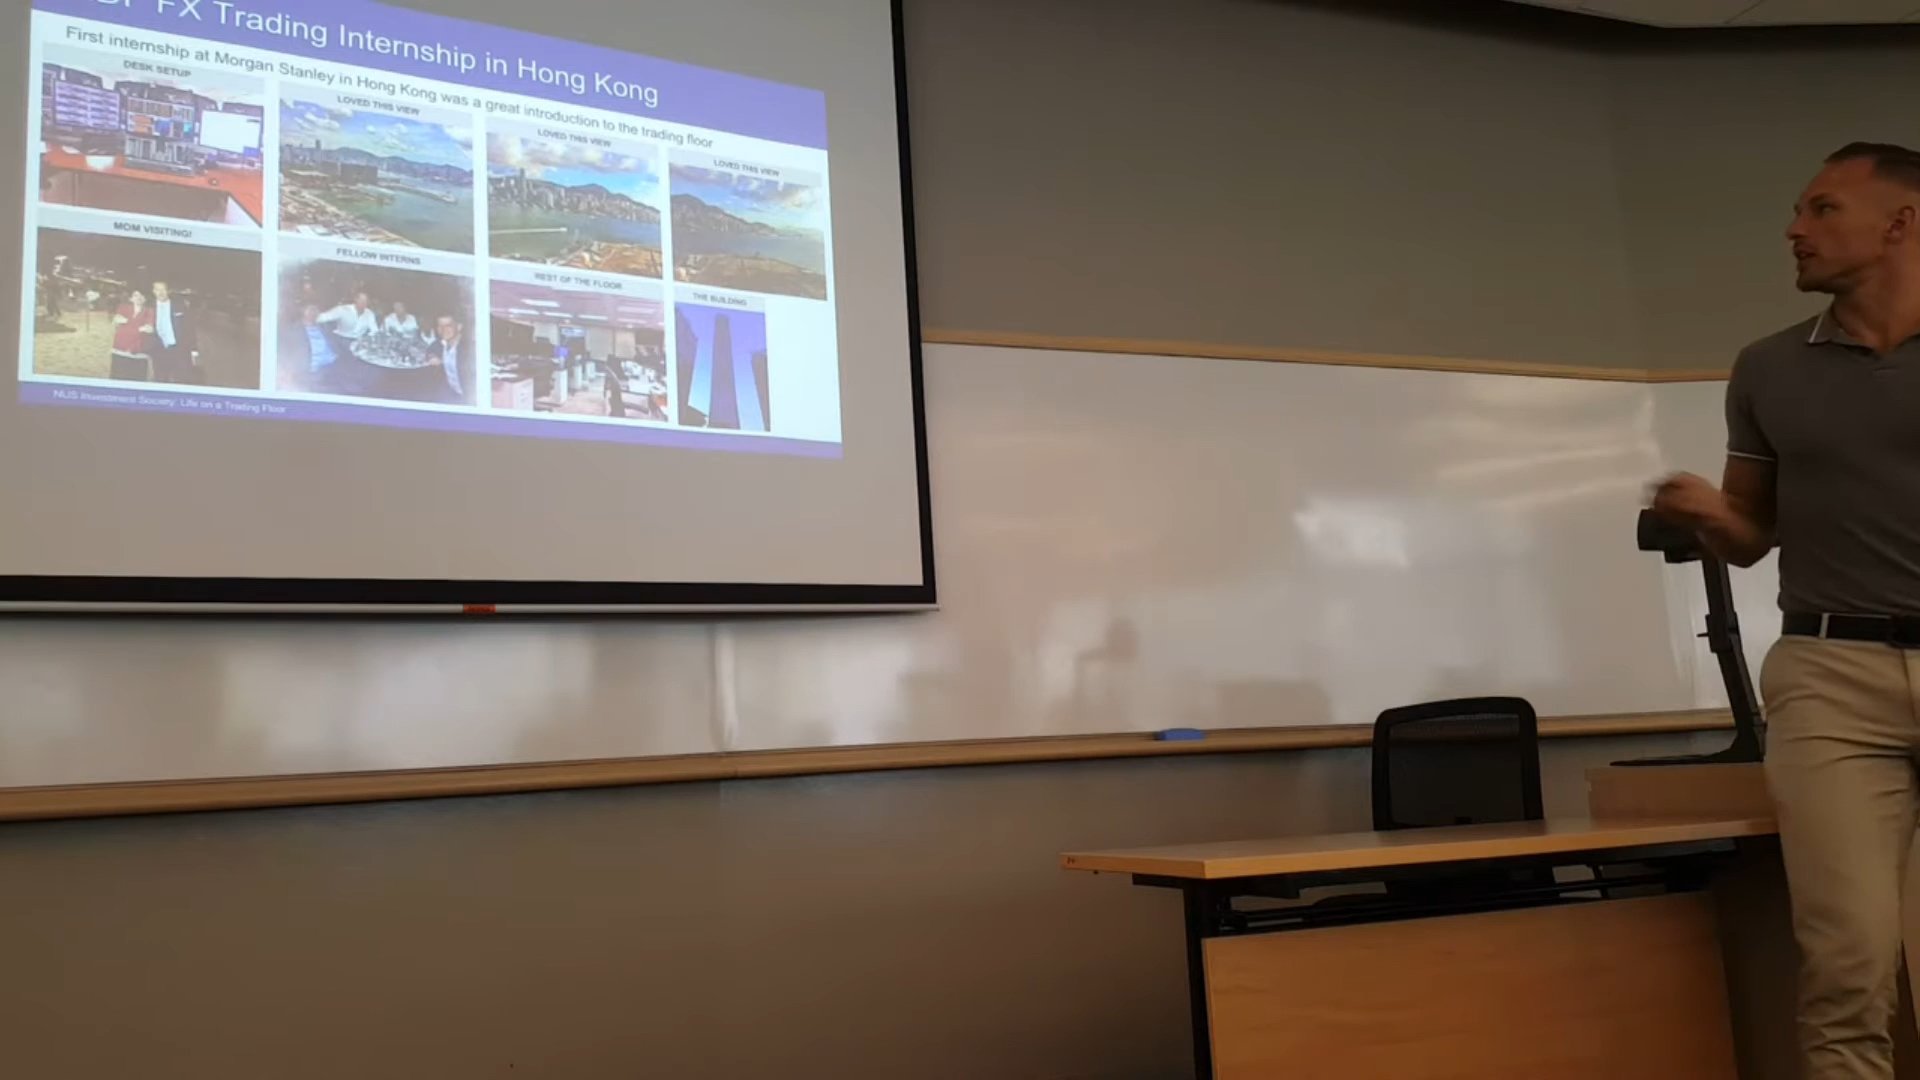 FX Trading Internship in Hong Kong
First internship at Morgan Stanley in Hong Kong was a great introduction to the trading floor
DESK SETUP
LOVED THIS VIEW
LOVED THIS VIEW
LOVED THIS VIEW
MOM VISITING!
FELLOW INTERNS
REST OF THE FLOOR
THE BUILDING
NUS Investment Society: Life on a Trading Floor